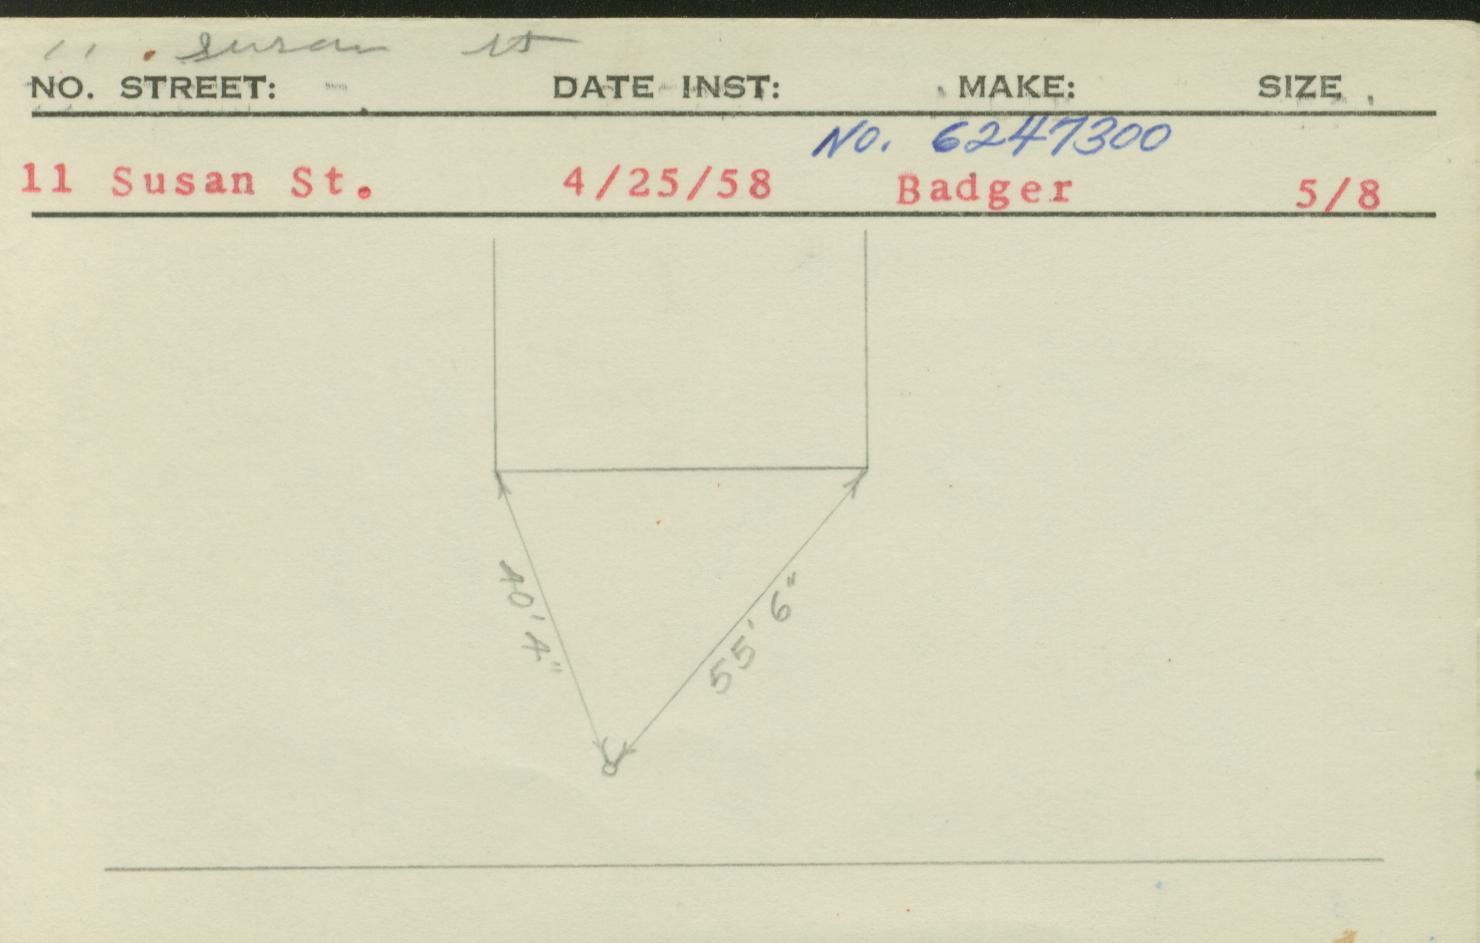 11 Susan St
NO. STREET: DATE INST: MAKE: SIZE
No. 6247300
11 Susan St. 4/25/58 Badger 5/8
40' 4"
55' 6"